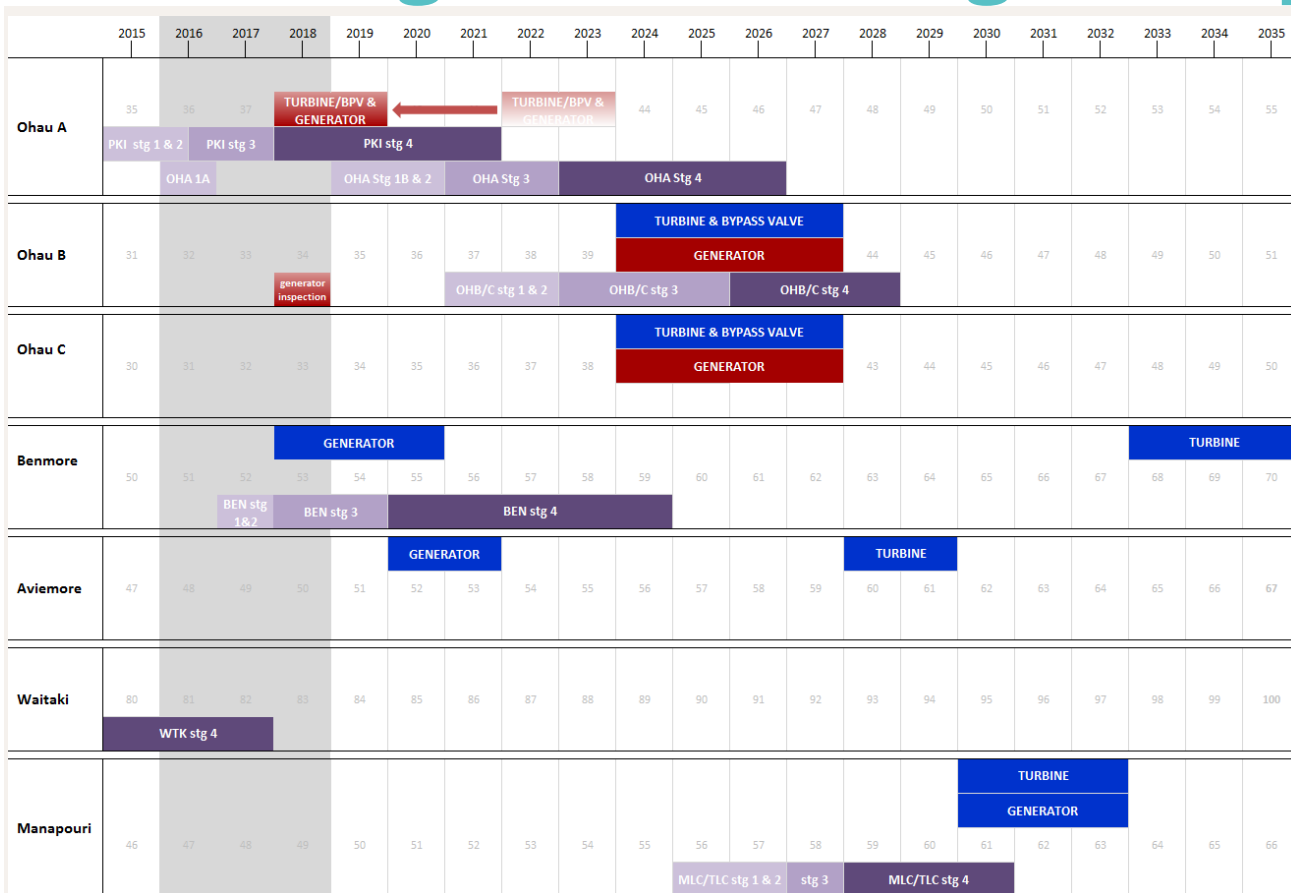 2015 2016 2017 2018 2019 2020 2021 2022 2023 2024 2025 2026 2027 2028 2029 2030 2031 2032 2033 2034 2035
Ohau A
TURBINE/BPV & TURBINE/BPV &
GENERATOR GENERATOR
35 36 37 44 45 46 47 48 49 50 51 52 53 54 55
PKI stg 1 & 2 PKI stg 3 PKI stg 4
OHA 1A OHA Stg 1B & 2 OHA Stg 3 OHA Stg 4
Ohau B
TURBINE & BYPASS VALVE
31 32 33 34 35 36 37 38 39 GENERATOR 44 45 46 47 48 49 50 51
generator
inspection
OHB/C stg 1 & 2 OHB/C stg 3 OHB/C stg 4
Ohau C
TURBINE & BYPASS VALVE
30 31 32 33 34 35 36 37 38 GENERATOR 43 44 45 46 47 48 49 50
Benmore
GENERATOR TURBINE
50 51 52 53 54 55 56 57 58 59 60 61 62 63 64 65 66 67 68 69 70
BEN stg
1&2
BEN stg 3 BEN stg 4
Aviemore
GENERATOR TURBINE
47 48 49 50 51 52 53 54 55 56 57 58 59 60 61 62 63 64 65 66 67
Waitaki
80 81 82 83 84 85 86 87 88 89 90 91 92 93 94 95 96 97 98 99 100
WTK stg 4
Manapouri
TURBINE
GENERATOR
46 47 48 49 50 51 52 53 54 55 56 57 58 59 60 61 62 63 64 65 66
MLC/TLC stg 1 & 2 stg 3 MLC/TLC stg 4